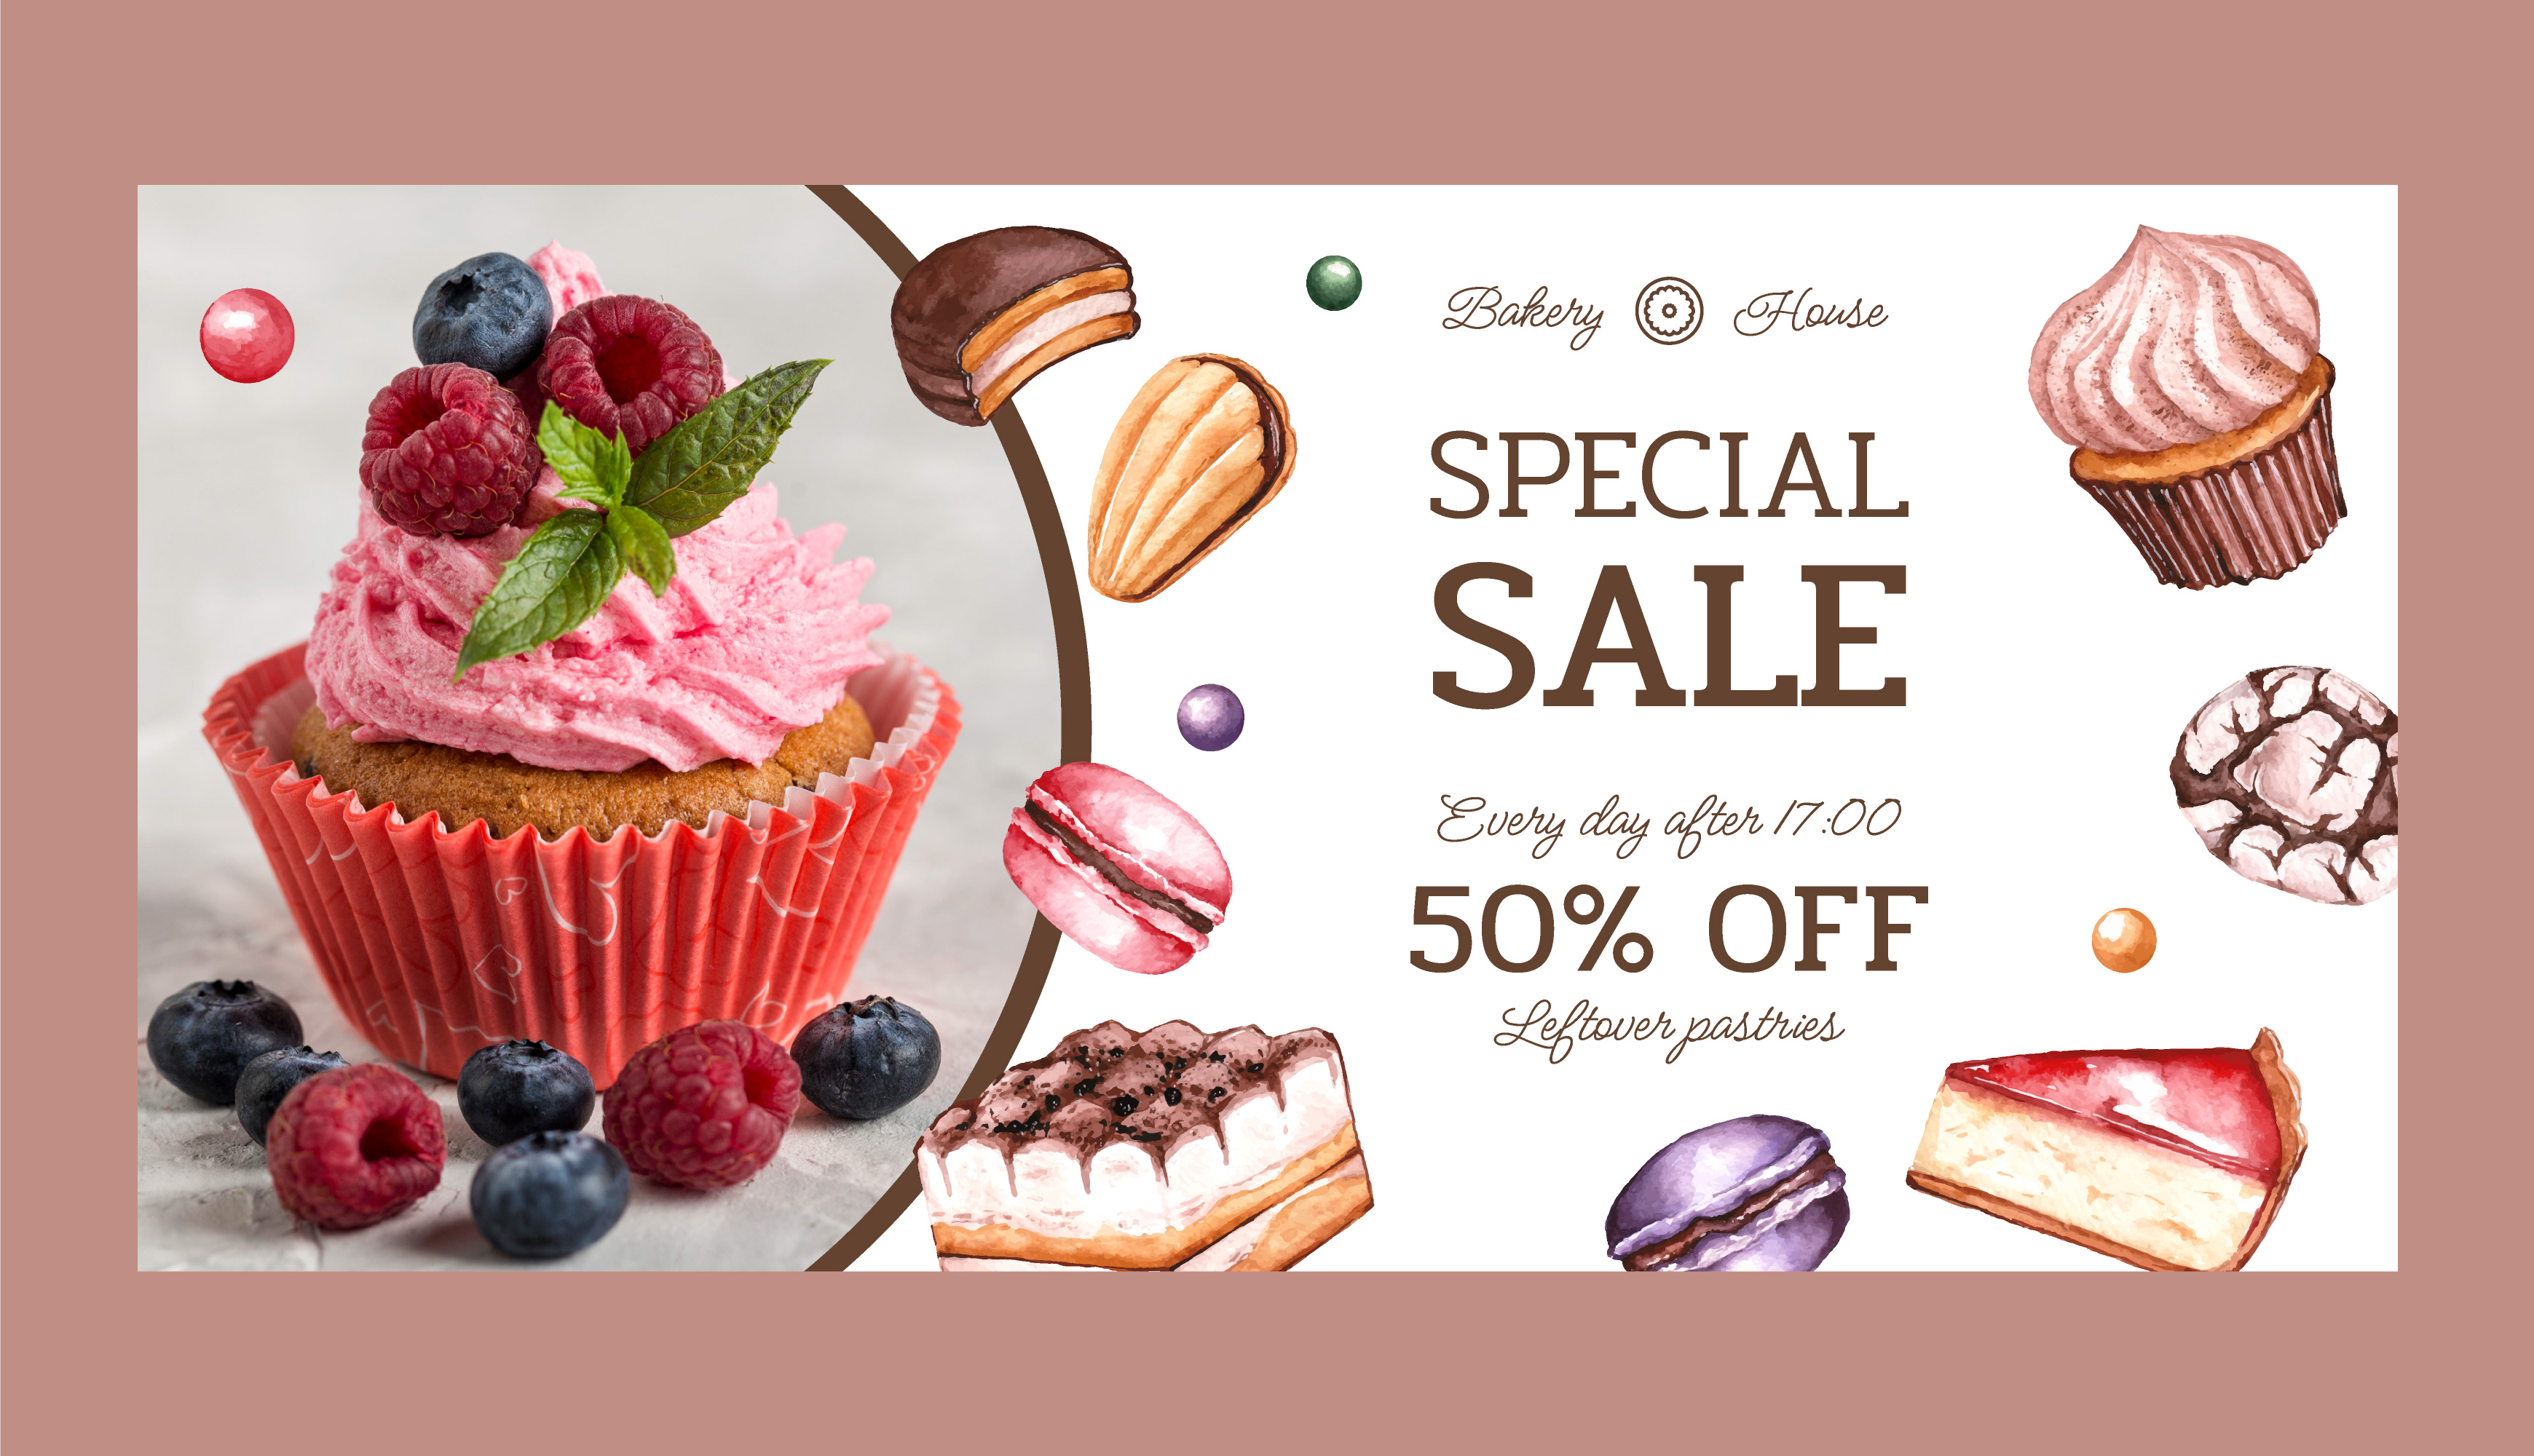 Bakery House
SPECIAL
SALE
Every day after 17:00
50% OFF
Leftover pastries